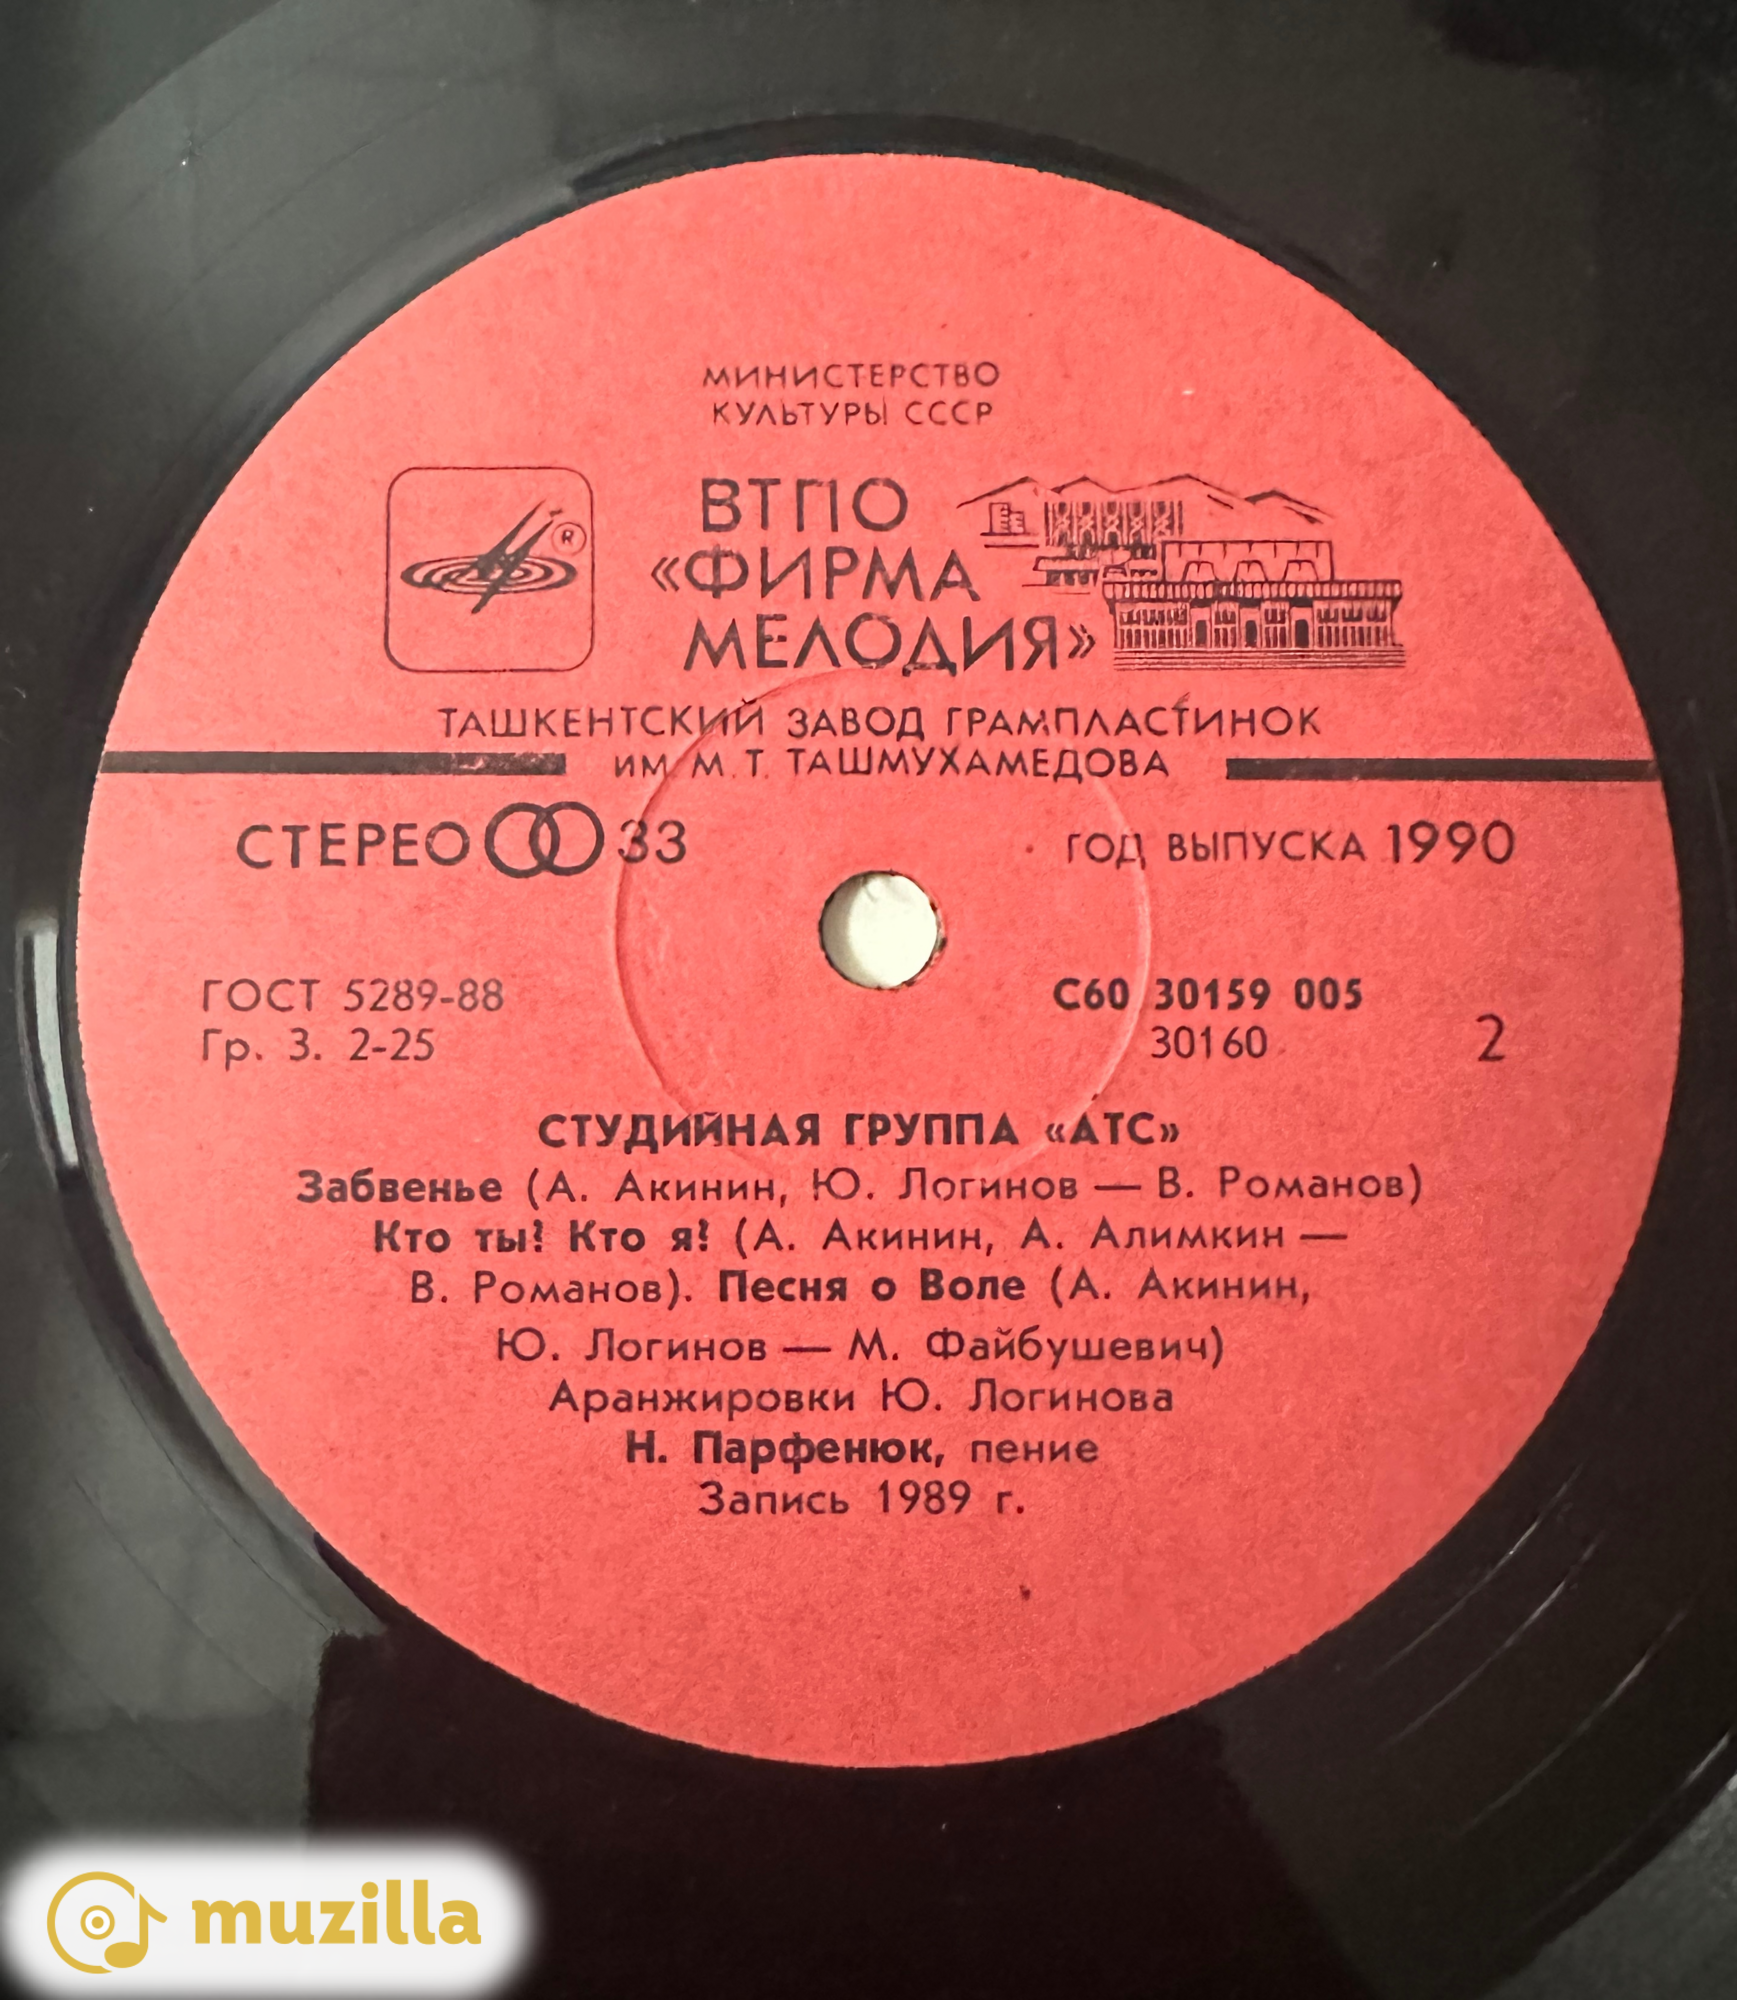 МИНИСТЕРСТВО
КУЛЬТУРЫ СССР
ВТПО
«ФИРМА
МЕЛОДИЯ»
®
ТАШКЕНТСКИЙ ЗАВОД ГРАМПЛАСТИНОК
ИМ. М. Т. ТАШМУХАМЕДОВА
СТЕРЕО 33
ГОД ВЫПУСКА 1990
ГОСТ 5289-88
Гр. 3. 2-25
С60 30159 005
30160
2
СТУДИЙНАЯ ГРУППА «АТС»
Забвенье (А. Акинин, Ю. Логинов — В. Романов)
Кто ты? Кто я? (А. Акинин, А. Алимкин —
В. Романов). Песня о Воле (А. Акинин,
Ю. Логинов — М. Файбушевич)
Аранжировки Ю. Логинова
Н. Парфенюк, пение
Запись 1989 г.
muzilla